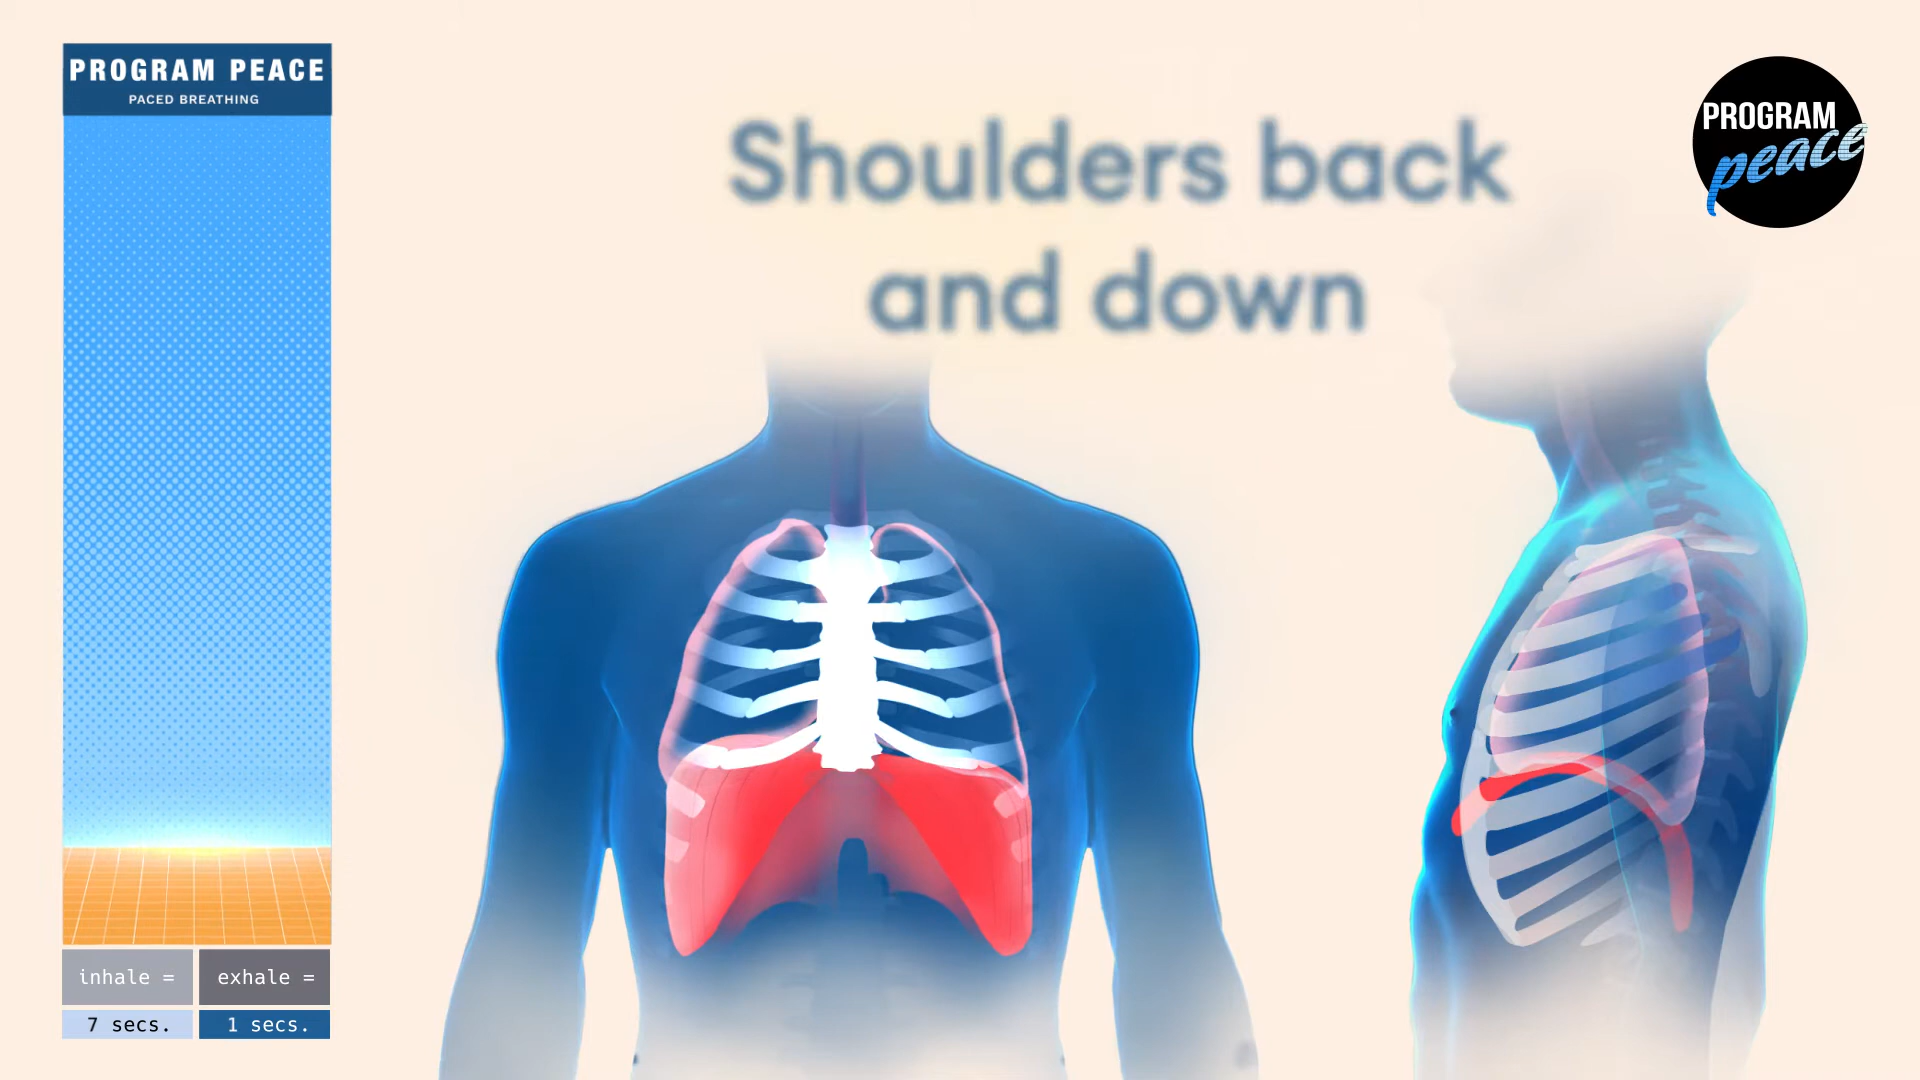 PROGRAM PEACE
PACED BREATHING
Shoulders back
and down
PROGRAM
peace
inhale =
exhale =
7 secs.
1 secs.